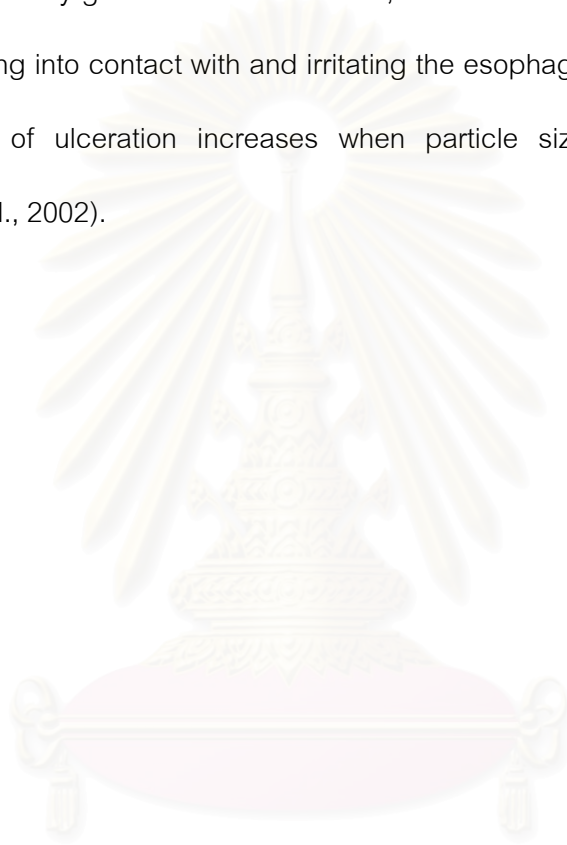 ng into contact with and irritating the esophag
of ulceration increases when particle siz
l., 2002).